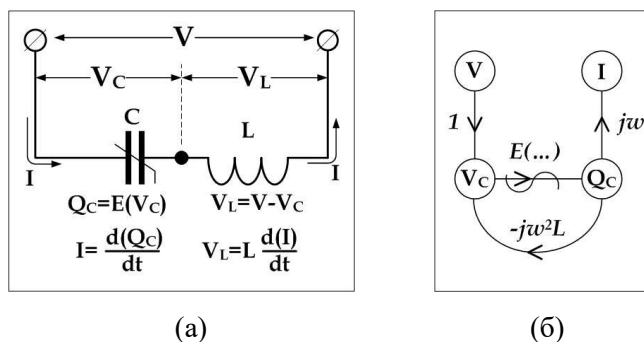 V
V_C V_L
C
L
I I
Q_C=E(V_C) V_L=V-V_C
I= d(Q_C)/dt V_L=L d(I)/dt
(а)
V I
1 jw
E(...)
V_C Q_C
-jw²L
(б)